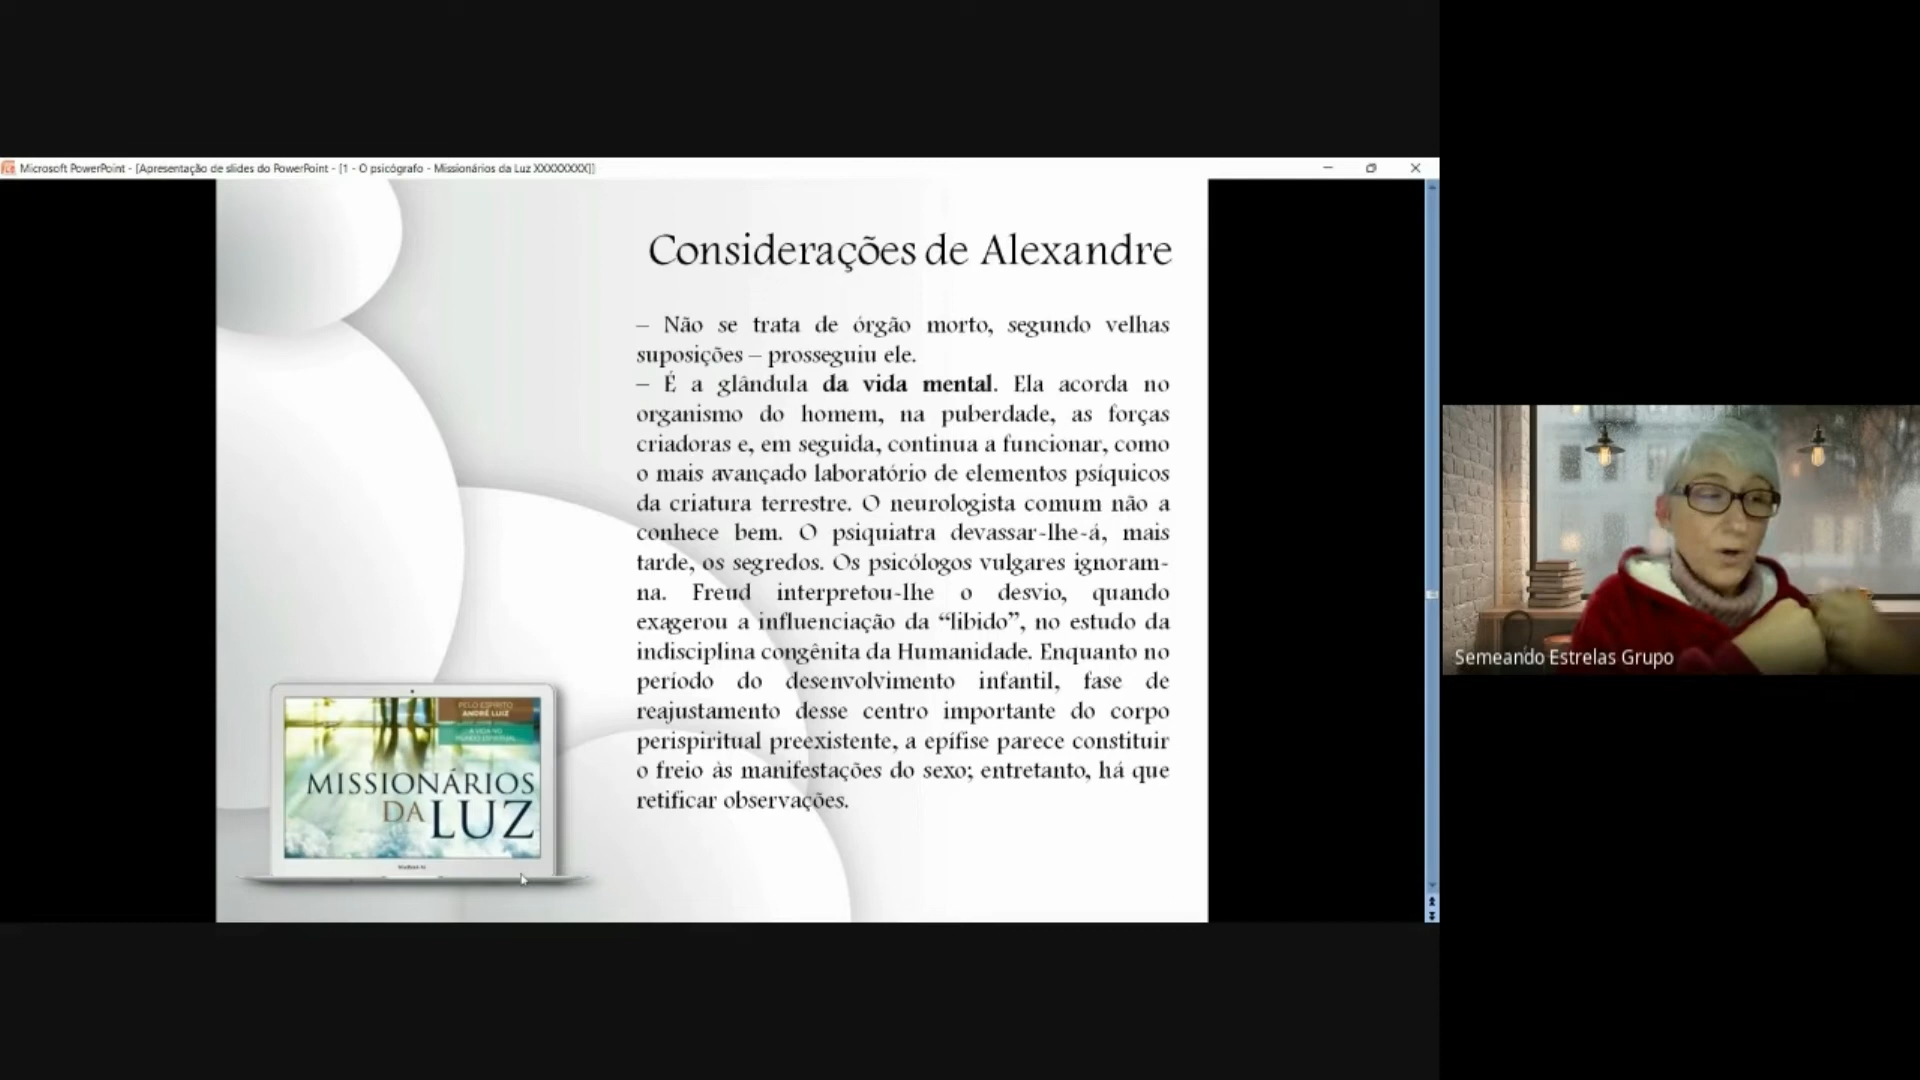 Microsoft PowerPoint - [Apresentação de slides do PowerPoint - [1 - O psicógrafo - Missionários da Luz XXXXXXXX]]
Considerações de Alexandre
– Não se trata de órgão morto, segundo velhas
suposições – prosseguiu ele.
– É a glândula da vida mental. Ela acorda no
organismo do homem, na puberdade, as forças
criadoras e, em seguida, continua a funcionar, como
o mais avançado laboratório de elementos psíquicos
da criatura terrestre. O neurologista comum não a
conhece bem. O psiquiatra devassar-lhe-á, mais
tarde, os segredos. Os psicólogos vulgares ignoram-
na. Freud interpretou-lhe o desvio, quando
exagerou a influenciação da “libido”, no estudo da
indisciplina congênita da Humanidade. Enquanto no
período do desenvolvimento infantil, fase de
reajustamento desse centro importante do corpo
perispiritual preexistente, a epífise parece constituir
o freio às manifestações do sexo; entretanto, há que
retificar observações.
PELO ESPÍRITO
ANDRÉ LUIZ
A VIDA NO
MUNDO ESPIRITUAL
MISSIONÁRIOS
DA LUZ
MacBook Air
Semeando Estrelas Grupo